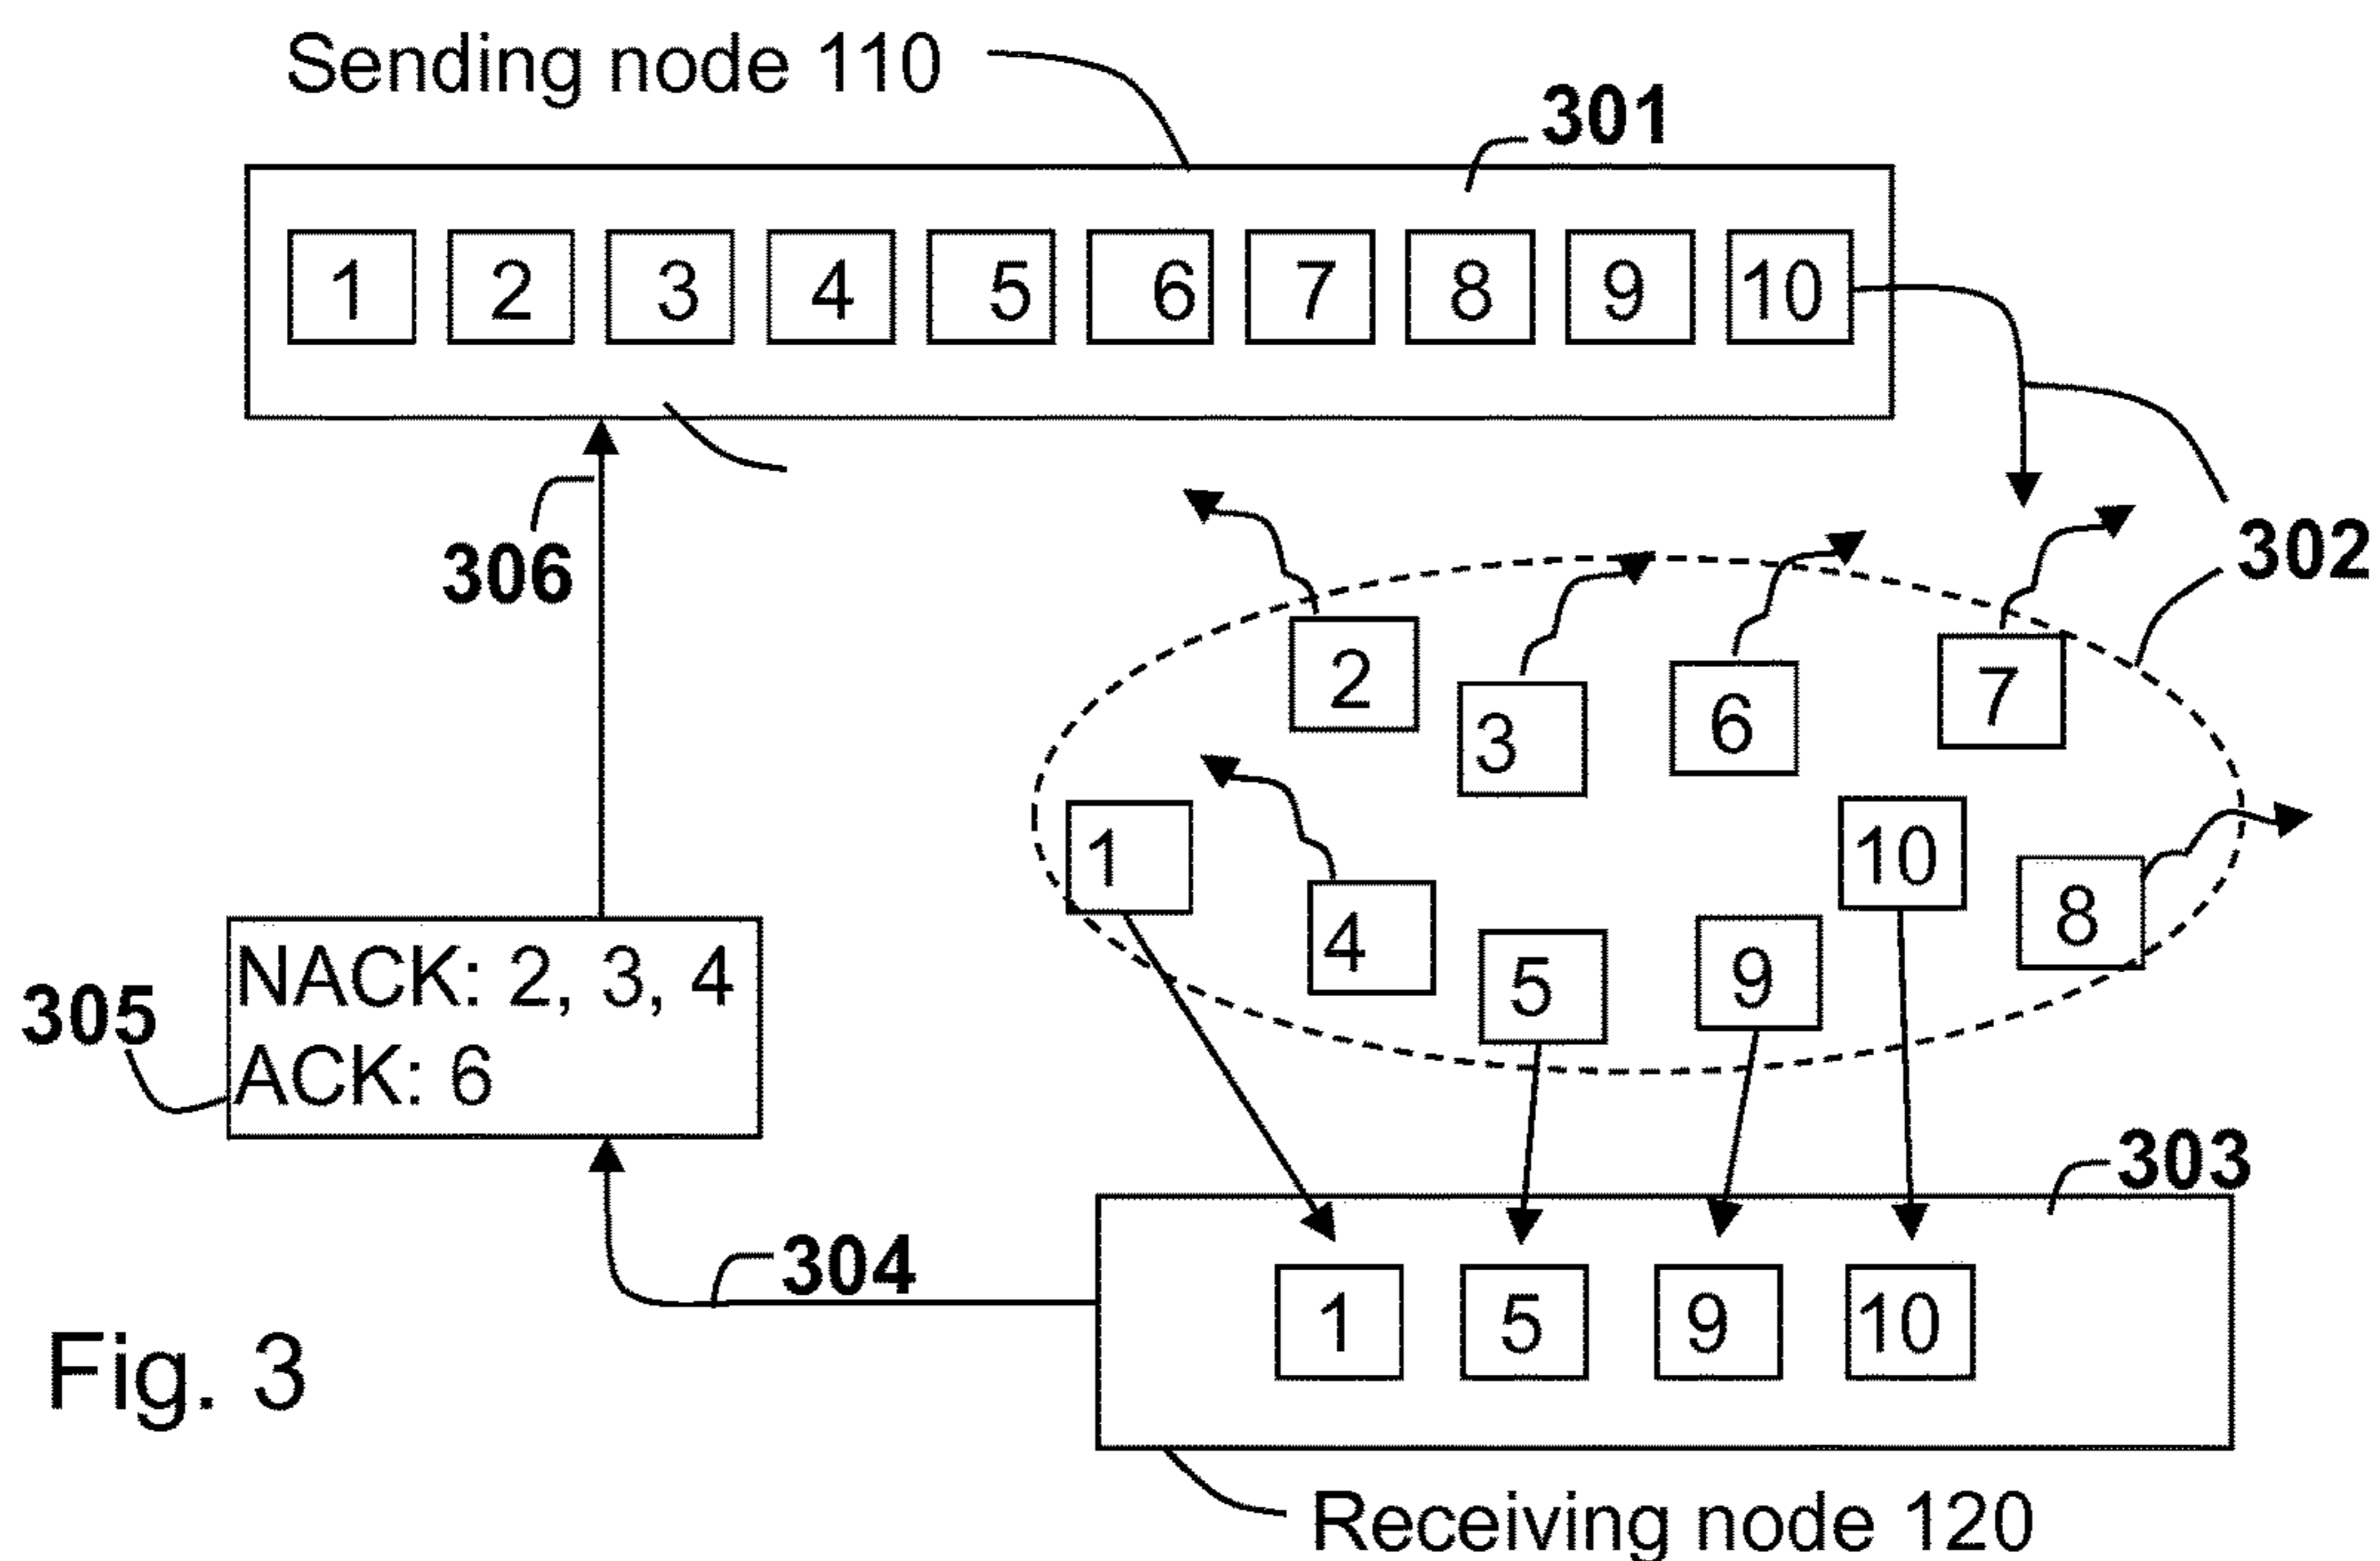 Sending node 110
301
1 2 3 4 5 6 7 8 9 10
306
302
2 3 6 7
1 4 5 9 10 8
NACK: 2, 3, 4
ACK: 6
305
303
304
1 5 9 10
Fig. 3
Receiving node 120